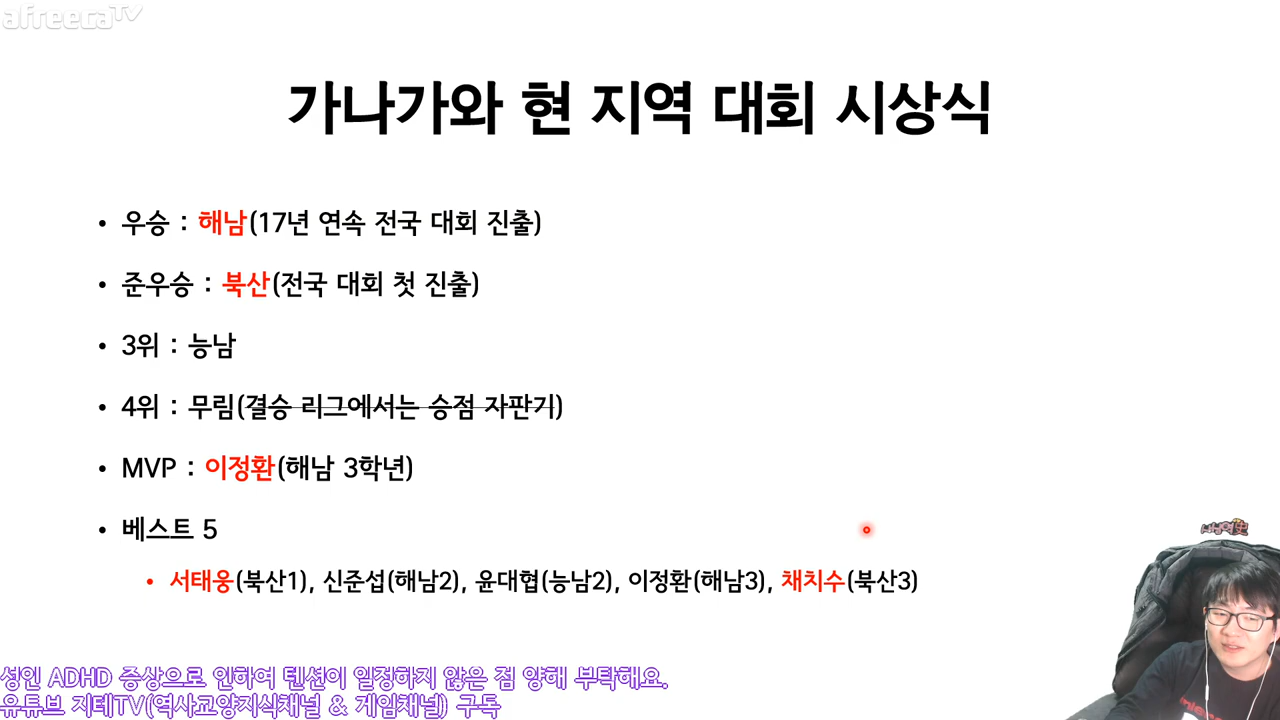 afreecaTV
가나가와 현 지역 대회 시상식
• 우승 : 해남(17년 연속 전국 대회 진출)
• 준우승 : 북산(전국 대회 첫 진출)
• 3위 : 능남
• 4위 : 무림(결승 리그에서는 승점 자판기)
• MVP : 이정환(해남 3학년)
• 베스트 5
• 서태웅(북산1), 신준섭(해남2), 윤대협(능남2), 이정환(해남3), 채치수(북산3)
성인 ADHD 증상으로 인하여 텐션이 일정하지 않은 점 양해 부탁해요.
유튜브 지테TV(역사교양지식채널 & 게임채널) 구독